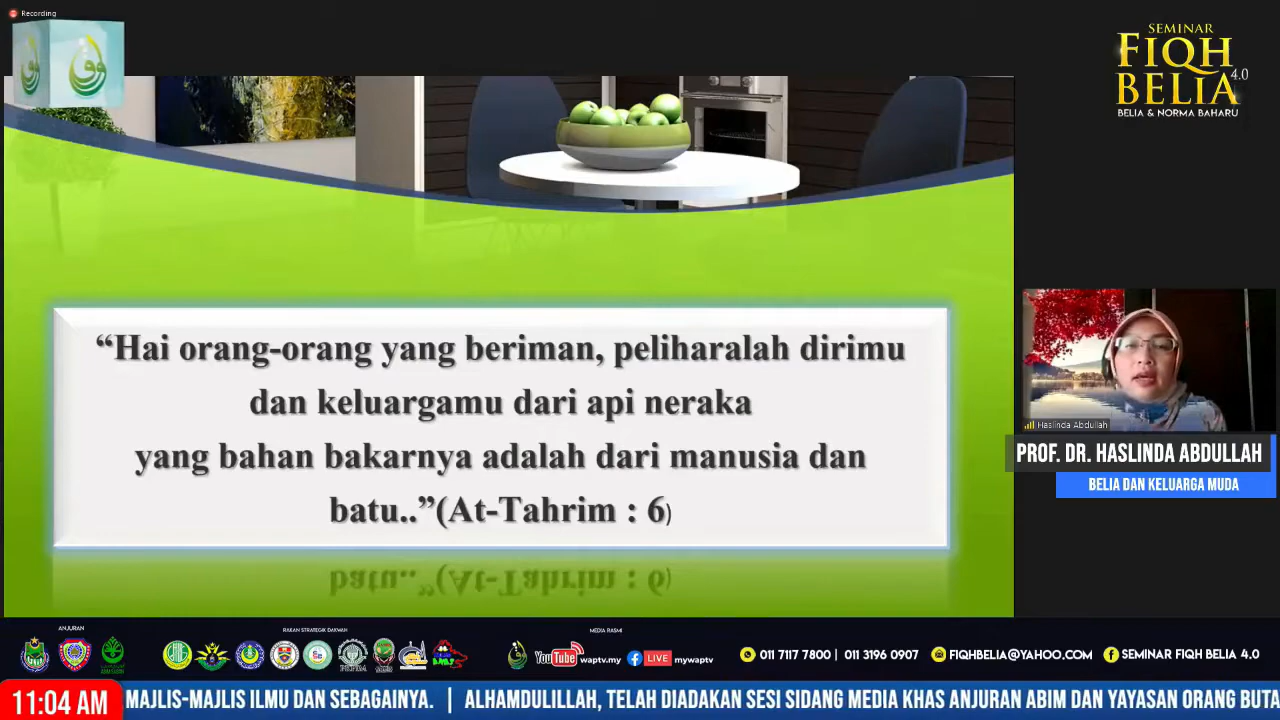 Recording
SEMINAR
FIQH
BELIA 4.0
BELIA & NORMA BAHARU
“Hai orang-orang yang beriman, peliharalah dirimu
dan keluargamu dari api neraka
yang bahan bakarnya adalah dari manusia dan
batu..”(At-Tahrim : 6)
Haslinda Abdullah
PROF. DR. HASLINDA ABDULLAH
BELIA DAN KELUARGA MUDA
ANJURAN
RAKAN STRATEGIK DAKWAH
MEDIA RASMI
YouTube waptv.my
LIVE mywaptv
011 7117 7800 | 011 3196 0907
FIQHBELIA@YAHOO.COM
SEMINAR FIQH BELIA 4.0
11:04 AM
MAJLIS-MAJLIS ILMU DAN SEBAGAINYA. | ALHAMDULILLAH, TELAH DIADAKAN SESI SIDANG MEDIA KHAS ANJURAN ABIM DAN YAYASAN ORANG BUTA